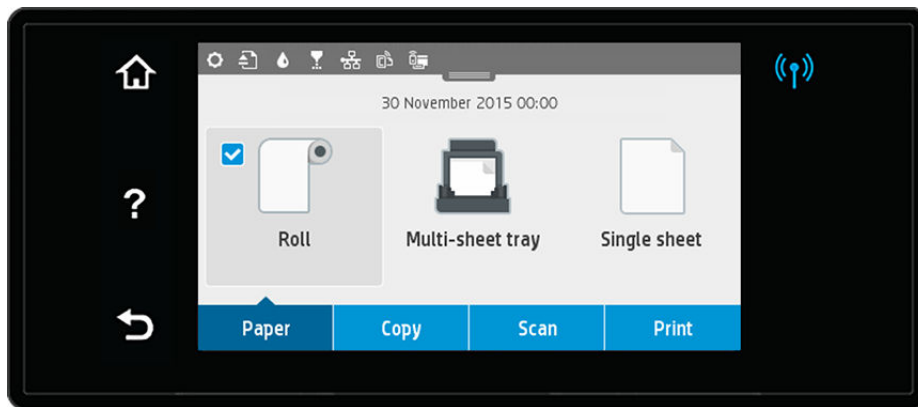 30 November 2015 00:00
Roll
Multi-sheet tray
Single sheet
?
Paper
Copy
Scan
Print